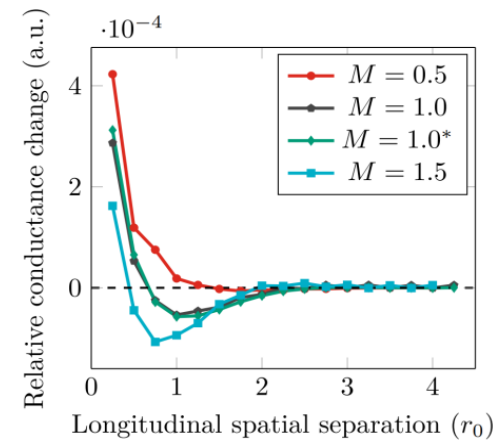 ·10⁻⁴
Relative conductance change (a.u.)
4
2
0
M = 0.5
M = 1.0
M = 1.0*
M = 1.5
0 1 2 3 4
Longitudinal spatial separation (r₀)